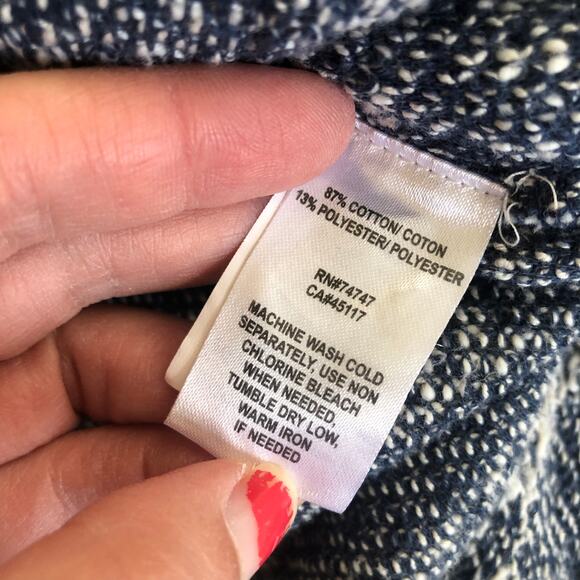 87% COTTON/ COTON
13% POLYESTER/ POLYESTER
RN#74747
CA#45117
MACHINE WASH COLD
SEPARATELY, USE NON
CHLORINE BLEACH
WHEN NEEDED,
TUMBLE DRY LOW,
WARM IRON
IF NEEDED